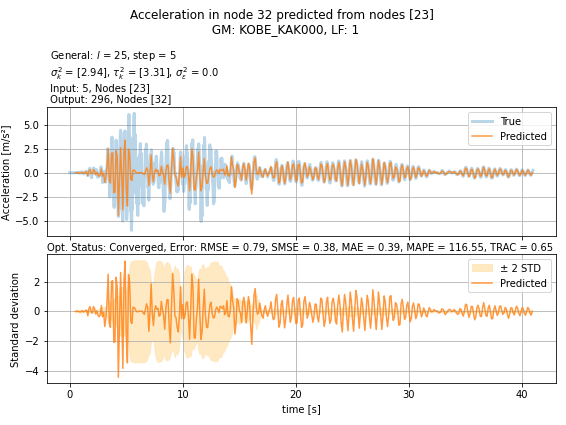 Acceleration in node 32 predicted from nodes [23]
GM: KOBE_KAK000, LF: 1
General: l = 25, step = 5
σ²ₖ = [2.94], τ²ₖ = [3.31], σ²ε = 0.0
Input: 5, Nodes [23]
Output: 296, Nodes [32]
Acceleration [m/s²]
5.0
2.5
0.0
−2.5
−5.0
True
Predicted
Opt. Status: Converged, Error: RMSE = 0.79, SMSE = 0.38, MAE = 0.39, MAPE = 116.55, TRAC = 0.65
Standard deviation
2
0
−2
−4
± 2 STD
Predicted
0
10
20
30
40
time [s]